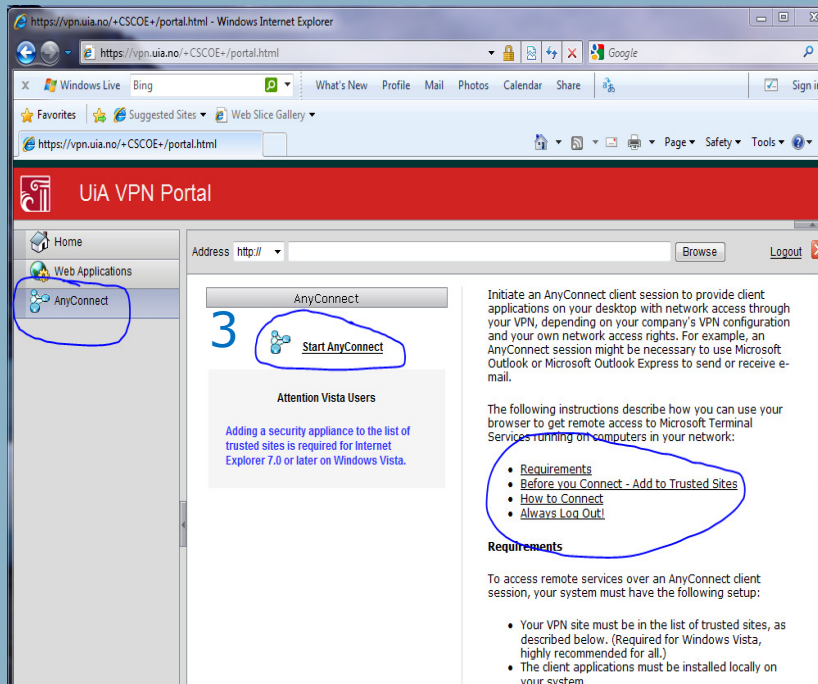 https://vpn.uia.no/+CSCOE+/portal.html - Windows Internet Explorer
https://vpn.uia.no/+CSCOE+/portal.html Google
x Windows Live Bing What's New Profile Mail Photos Calendar Share Sign in
Favorites Suggested Sites Web Slice Gallery
https://vpn.uia.no/+CSCOE+/portal.html Page Safety Tools
UiA VPN Portal
Home
Web Applications
AnyConnect
Address http:// Browse Logout
AnyConnect
3
Start AnyConnect
Attention Vista Users
Adding a security appliance to the list of
trusted sites is required for Internet
Explorer 7.0 or later on Windows Vista.
Initiate an AnyConnect client session to provide client
applications on your desktop with network access through
your VPN, depending on your company's VPN configuration
and your own network access rights. For example, an
AnyConnect session might be necessary to use Microsoft
Outlook or Microsoft Outlook Express to send or receive e-
mail.
The following instructions describe how you can use your
browser to get remote access to Microsoft Terminal
Services running on computers in your network:
• Requirements
• Before you Connect - Add to Trusted Sites
• How to Connect
• Always Log Out!
Requirements
To access remote services over an AnyConnect client
session, your system must have the following setup:
• Your VPN site must be in the list of trusted sites, as
described below. (Required for Windows Vista,
highly recommended for all.)
• The client applications must be installed locally on
your system